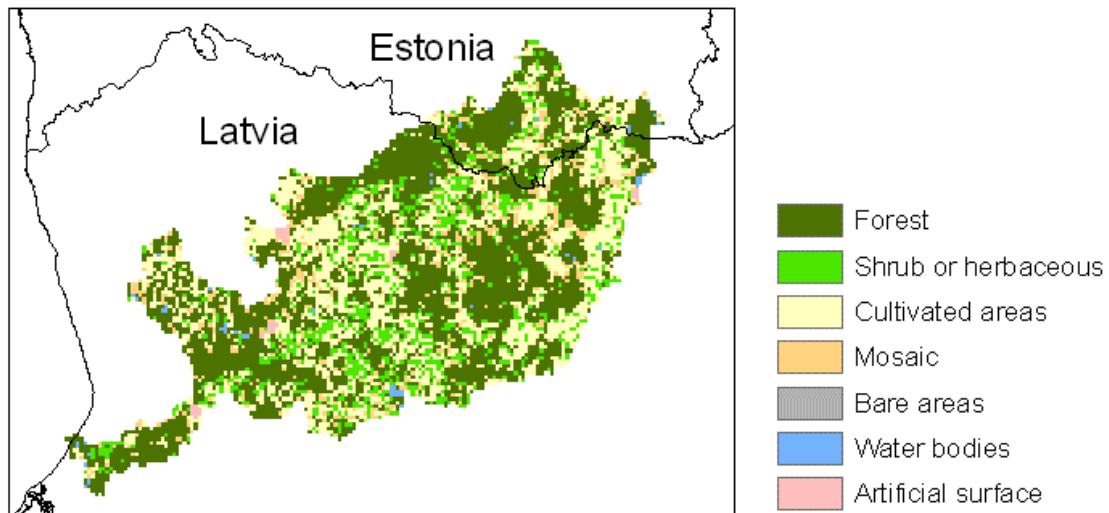 Estonia
Latvia
Forest
Shrub or herbaceous
Cultivated areas
Mosaic
Bare areas
Water bodies
Artificial surface